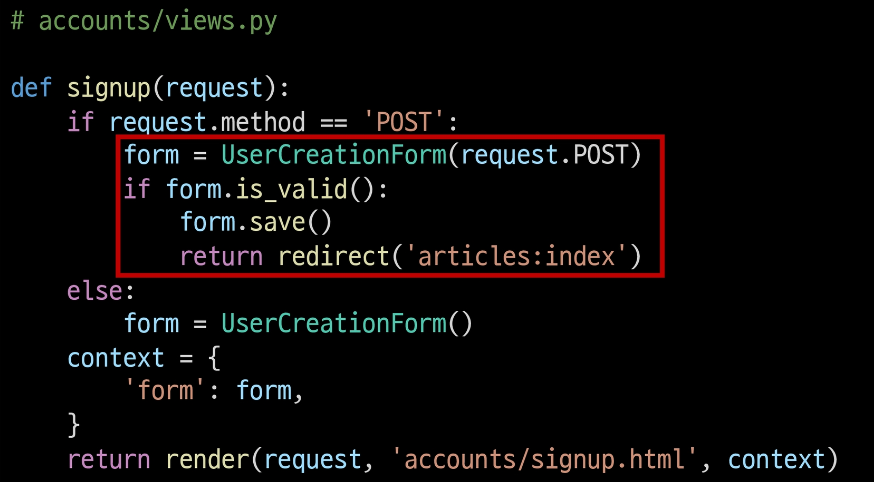 # accounts/views.py

def signup(request):
    if request.method == 'POST':
        form = UserCreationForm(request.POST)
        if form.is_valid():
            form.save()
            return redirect('articles:index')
    else:
        form = UserCreationForm()
    context = {
        'form': form,
    }
    return render(request, 'accounts/signup.html', context)